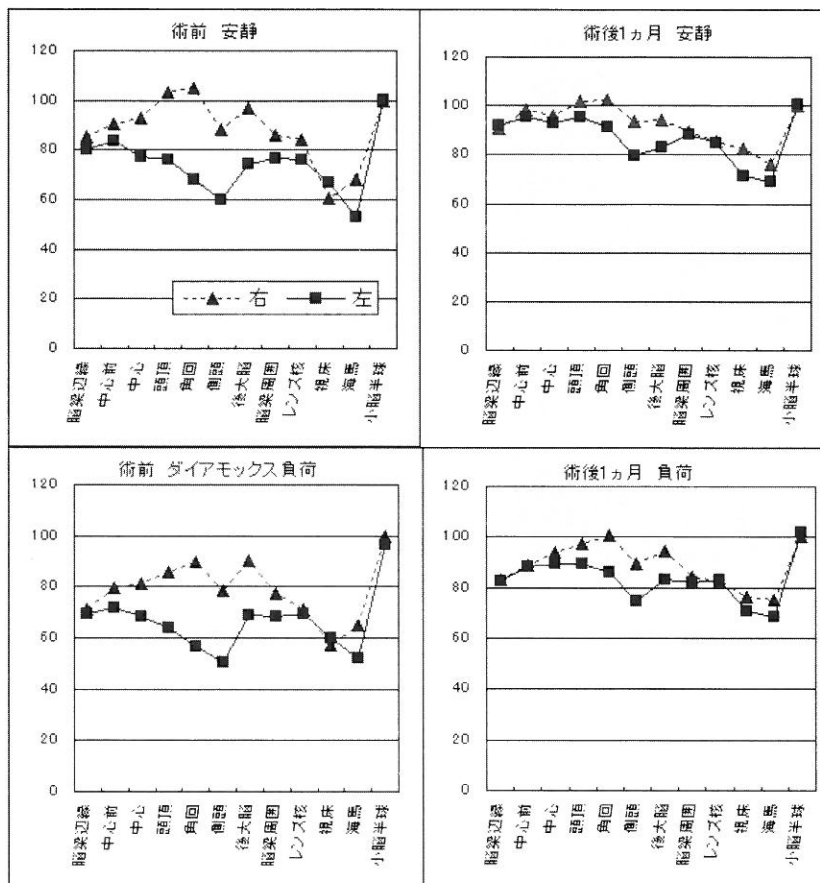 術前 安静
120
100
80
60
40
20
0
右 左
脳梁辺縁
中心前
中心
頭頂
角回
側頭
後大脳
脳梁周囲
レンズ核
視床
海馬
小脳半球
術後1ヵ月 安静
120
100
80
60
40
20
0
脳梁辺縁
中心前
中心
頭頂
角回
側頭
後大脳
脳梁周囲
レンズ核
視床
海馬
小脳半球
術前 ダイアモックス負荷
120
100
80
60
40
20
0
脳梁辺縁
中心前
中心
頭頂
角回
側頭
後大脳
脳梁周囲
レンズ核
視床
海馬
小脳半球
術後1ヵ月 負荷
120
100
80
60
40
20
0
脳梁辺縁
中心前
中心
頭頂
角回
側頭
後大脳
脳梁周囲
レンズ核
視床
海馬
小脳半球